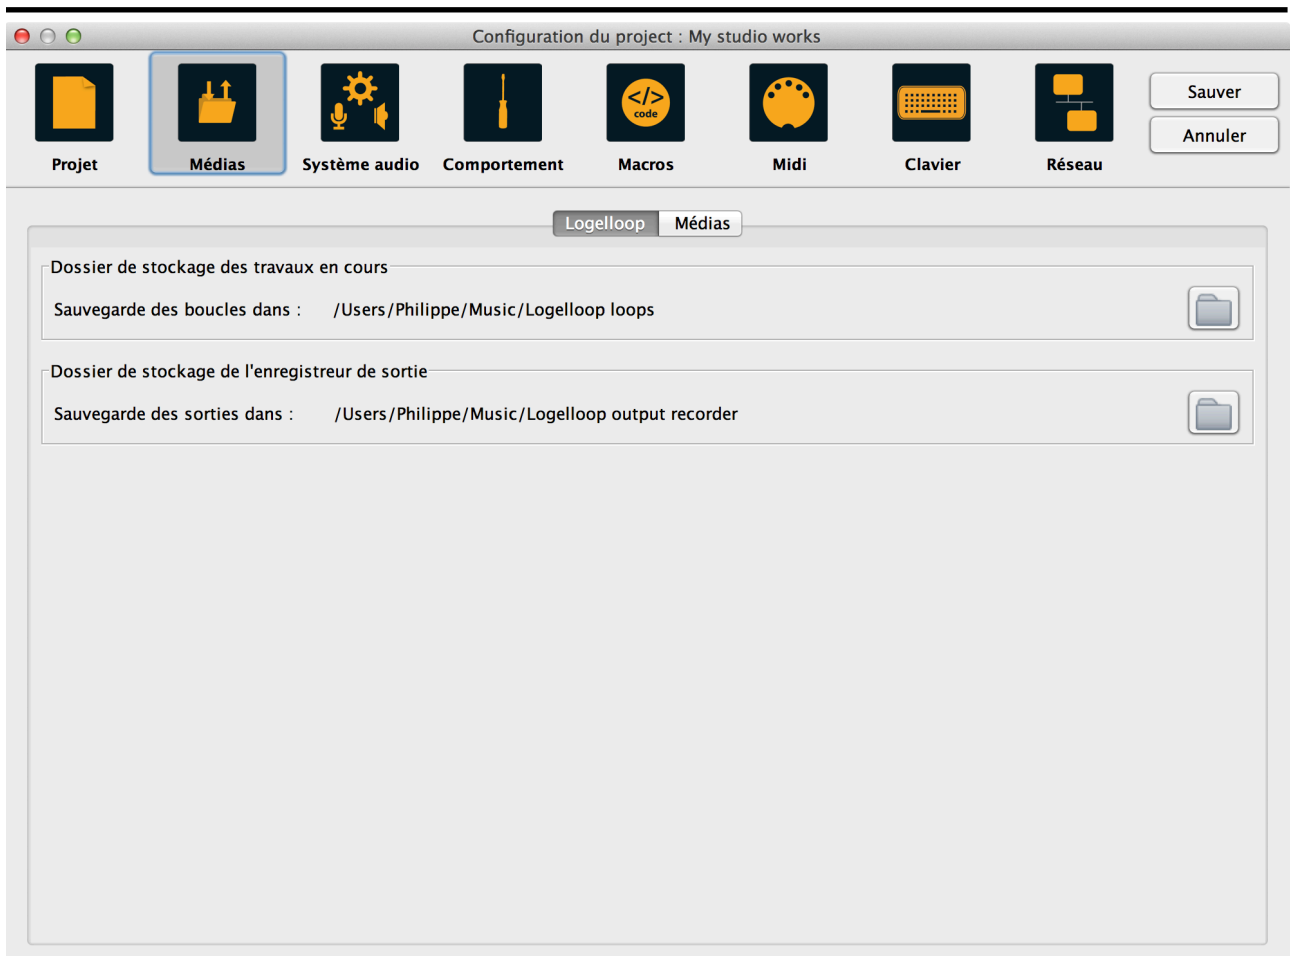 Configuration du project : My studio works
</>
code
Projet
Médias
Système audio
Comportement
Macros
Midi
Clavier
Réseau
Sauver
Annuler
Logelloop
Médias
Dossier de stockage des travaux en cours
Sauvegarde des boucles dans : /Users/Philippe/Music/Logelloop loops
Dossier de stockage de l'enregistreur de sortie
Sauvegarde des sorties dans : /Users/Philippe/Music/Logelloop output recorder